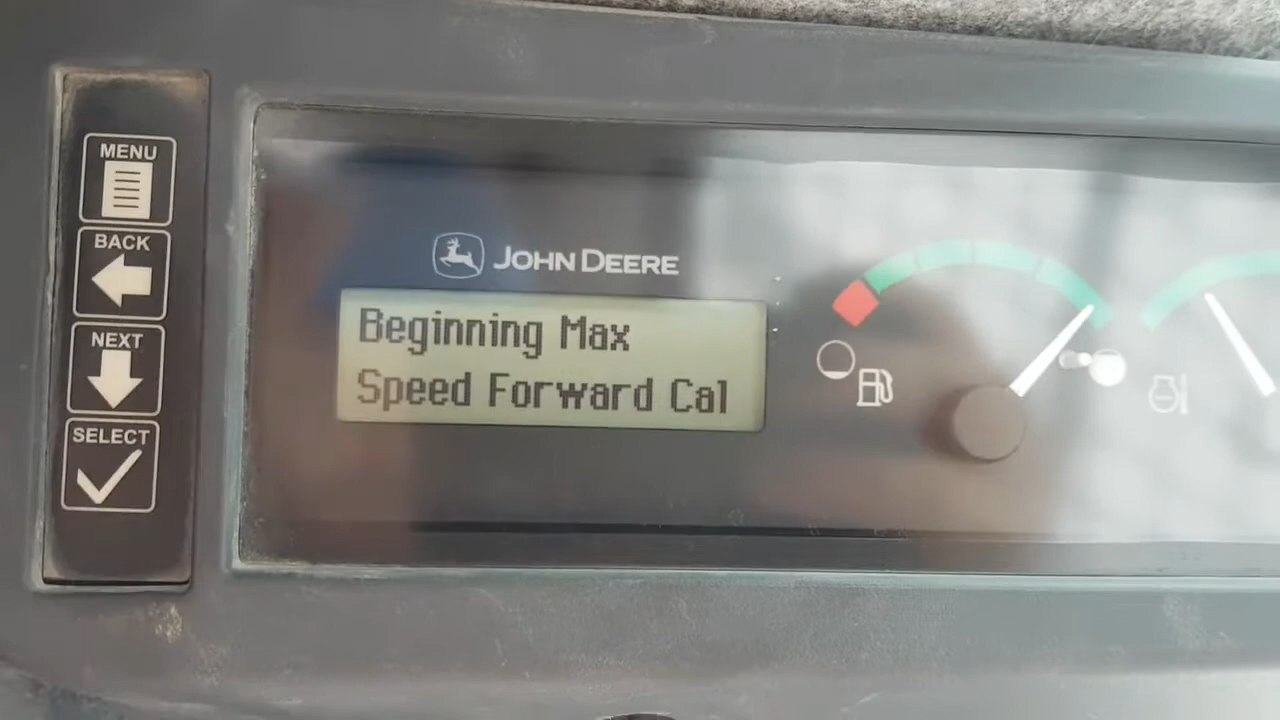 MENU
BACK
NEXT
SELECT
JOHN DEERE
Beginning Max
Speed Forward Cal